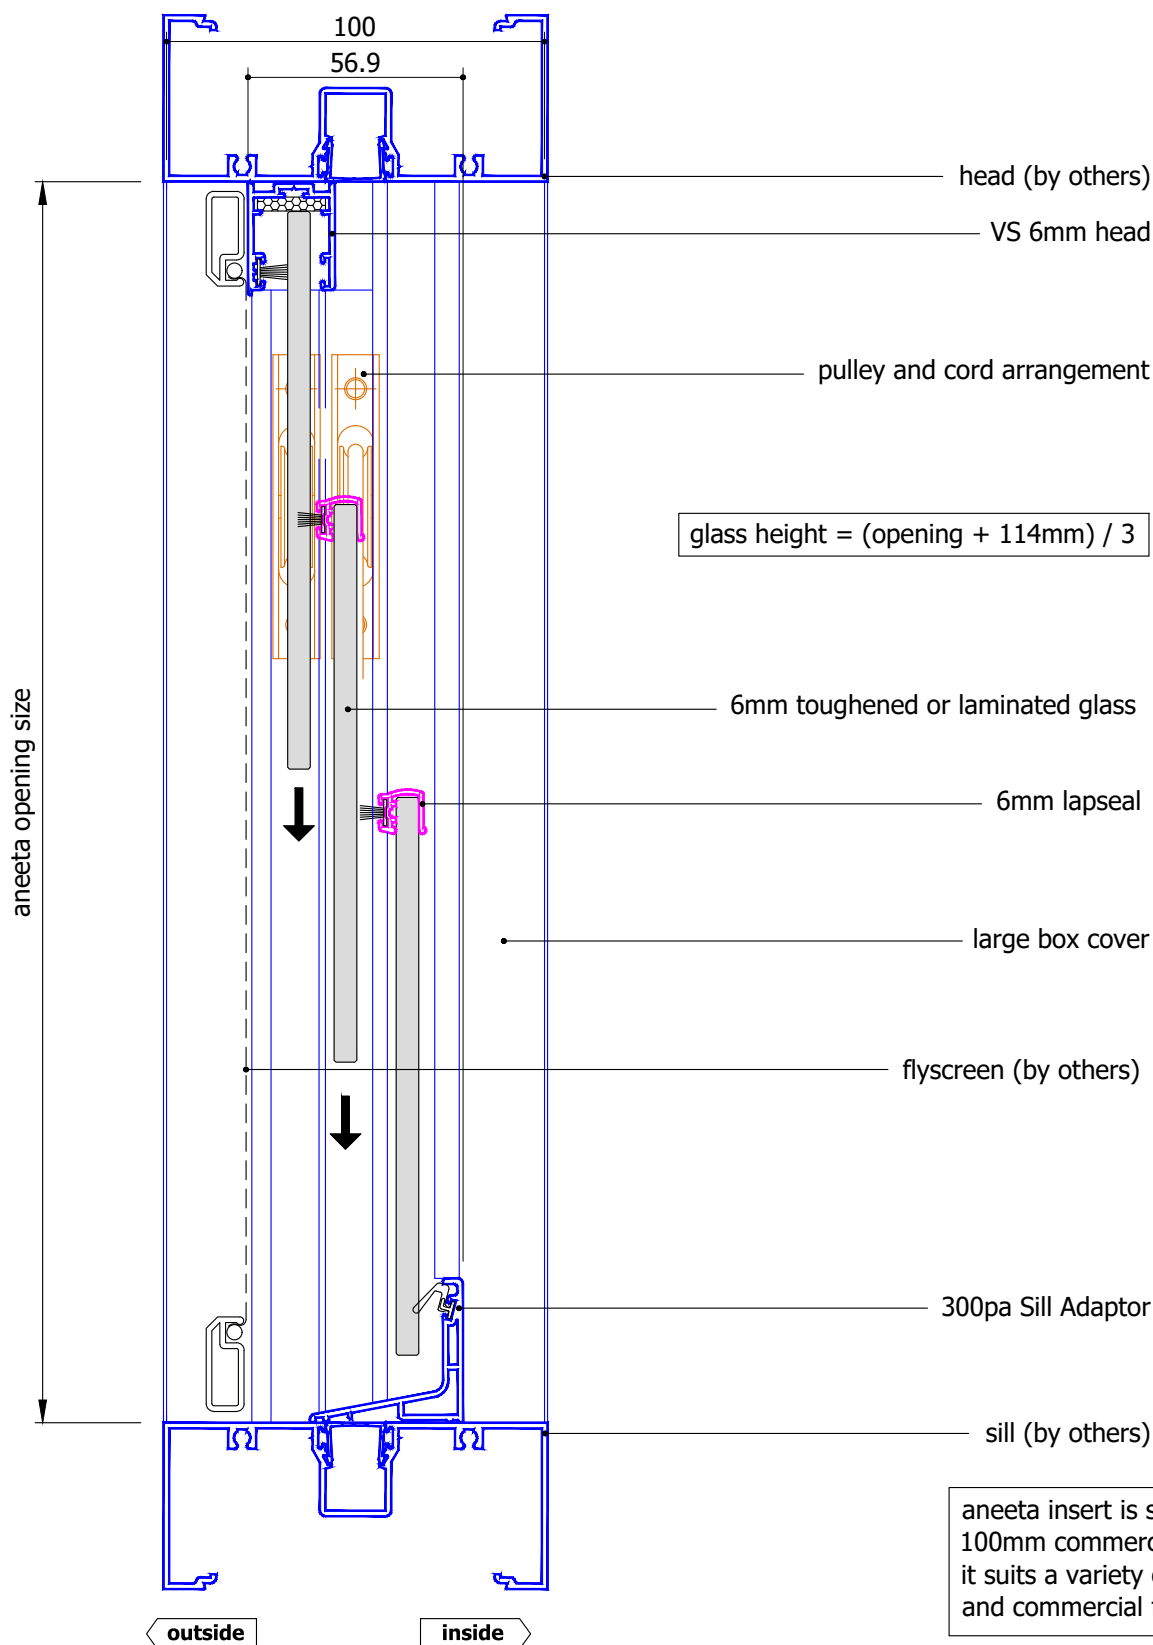 100
56.9
head (by others)
VS 6mm head
pulley and cord arrangement
glass height = (opening + 114mm) / 3
6mm toughened or laminated glass
aneeta opening size
6mm lapseal
large box cover
flyscreen (by others)
300pa Sill Adaptor
sill (by others)
aneeta insert is
100mm
it suits a variety
and commercial
outside
inside